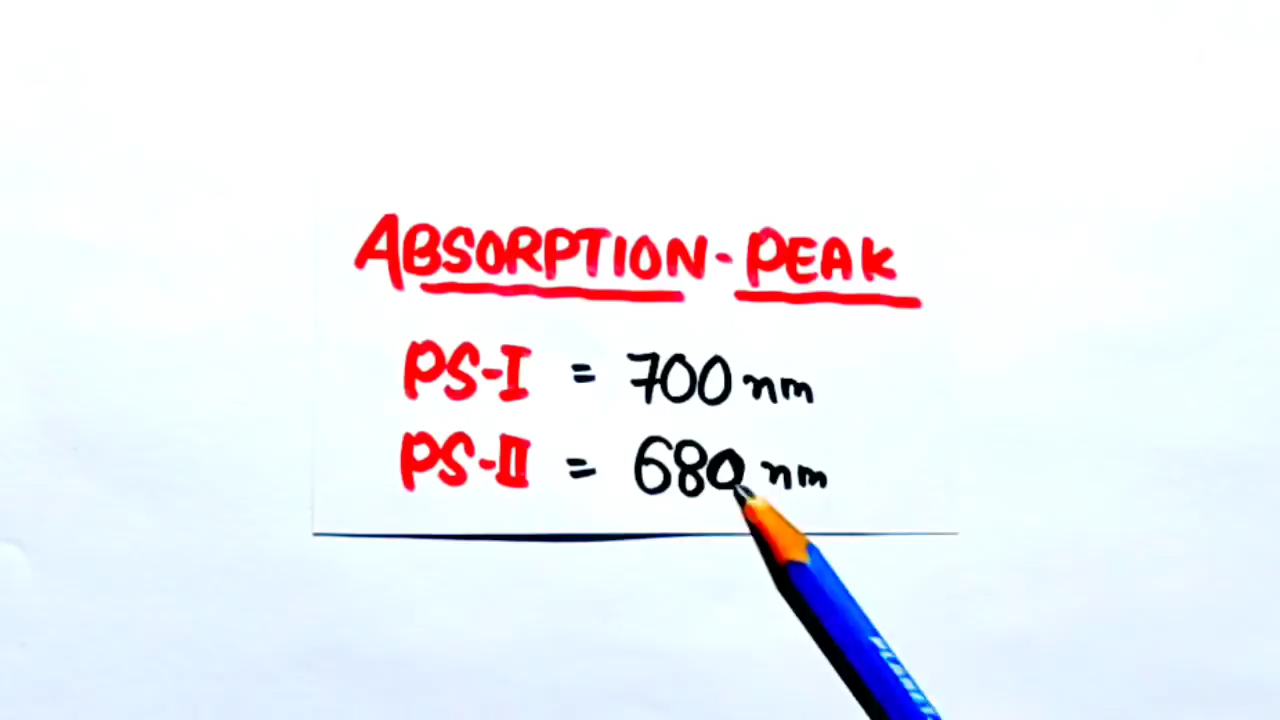 ABSORPTION-PEAK
PS-I = 700 nm
PS-II = 680 nm